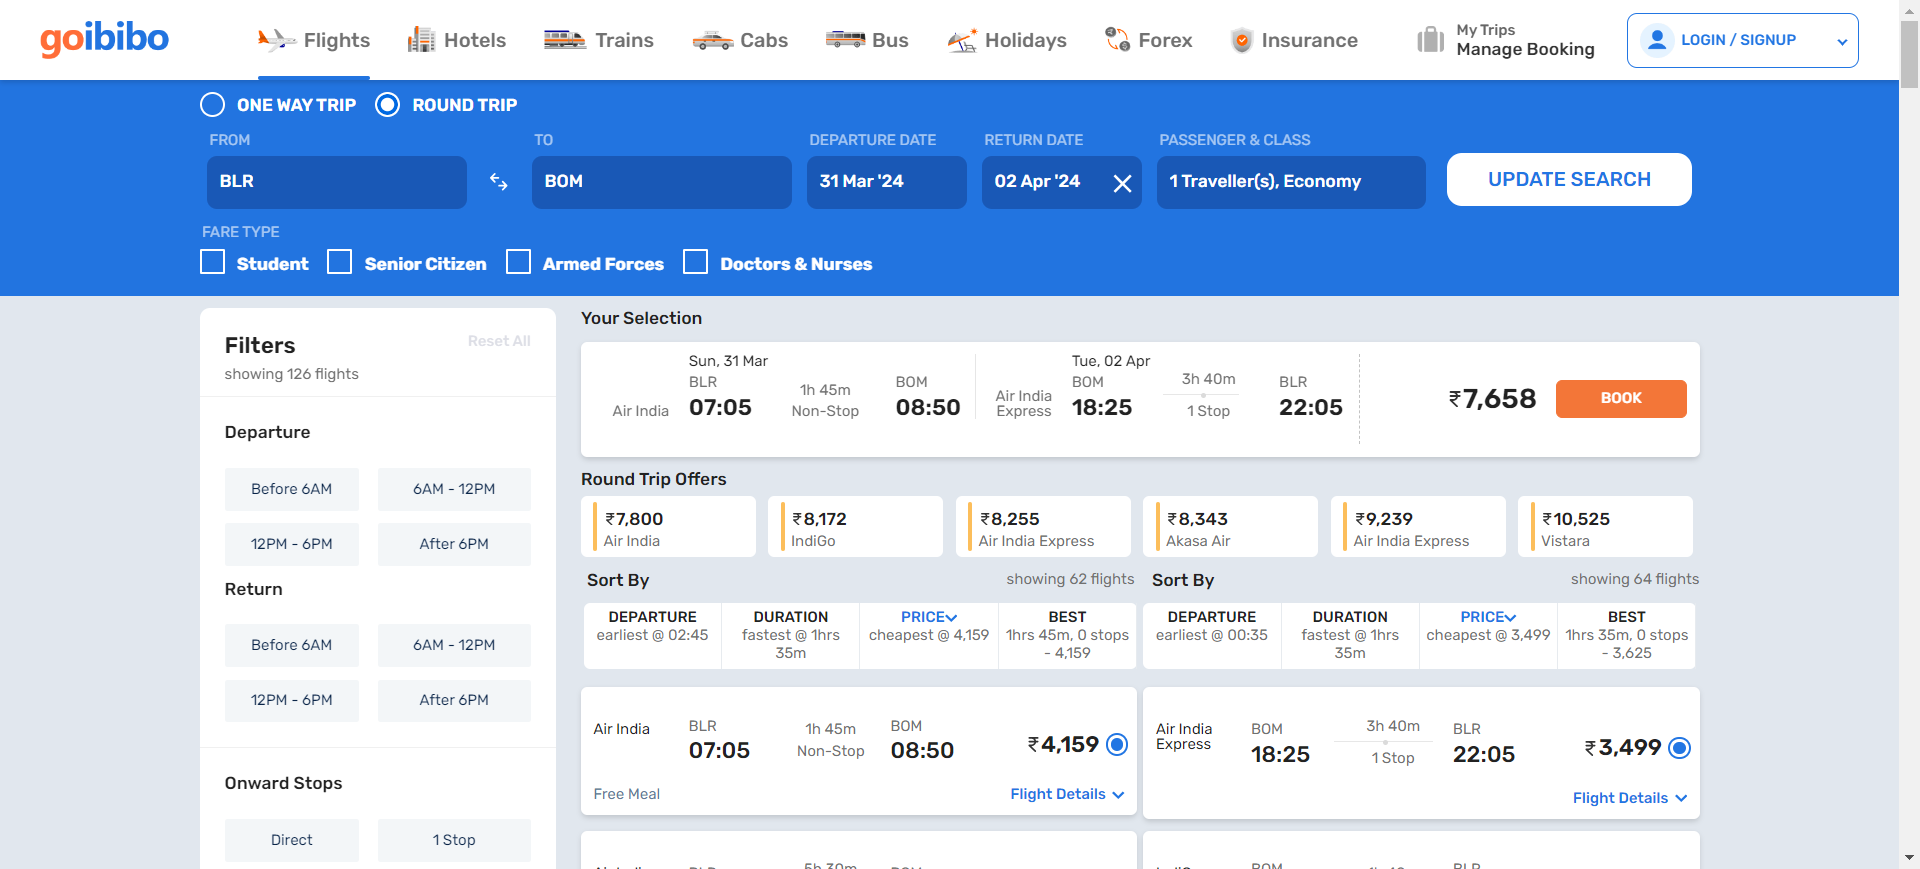 goibibo
Flights
Hotels
Trains
Cabs
Bus
Holidays
Forex
Insurance
My Trips
Manage Booking
LOGIN / SIGNUP
ONE WAY TRIP
ROUND TRIP
FROM
TO
DEPARTURE DATE
RETURN DATE
PASSENGER & CLASS
BLR
BOM
31 Mar '24
02 Apr '24
1 Traveller(s), Economy
UPDATE SEARCH
FARE TYPE
Student
Senior Citizen
Armed Forces
Doctors & Nurses
Filters
Reset All
showing 126 flights
Departure
Before 6AM
6AM - 12PM
12PM - 6PM
After 6PM
Return
Before 6AM
6AM - 12PM
12PM - 6PM
After 6PM
Onward Stops
Direct
1 Stop
Your Selection
Air India
Sun, 31 Mar
BLR
07:05
1h 45m
Non-Stop
BOM
08:50
Air India
Express
Tue, 02 Apr
BOM
18:25
3h 40m
1 Stop
BLR
22:05
₹7,658
BOOK
Round Trip Offers
₹7,800
Air India
₹8,172
IndiGo
₹8,255
Air India Express
₹8,343
Akasa Air
₹9,239
Air India Express
₹10,525
Vistara
Sort By
showing 62 flights
DEPARTURE
earliest @ 02:45
DURATION
fastest @ 1hrs
35m
PRICE
cheapest @ 4,159
BEST
1hrs 45m, 0 stops
- 4,159
Sort By
showing 64 flights
DEPARTURE
earliest @ 00:35
DURATION
fastest @ 1hrs
35m
PRICE
cheapest @ 3,499
BEST
1hrs 35m, 0 stops
- 3,625
Air India
BLR
07:05
1h 45m
Non-Stop
BOM
08:50
₹4,159
Free Meal
Flight Details
Air India
Express
BOM
18:25
3h 40m
1 Stop
BLR
22:05
₹3,499
Flight Details